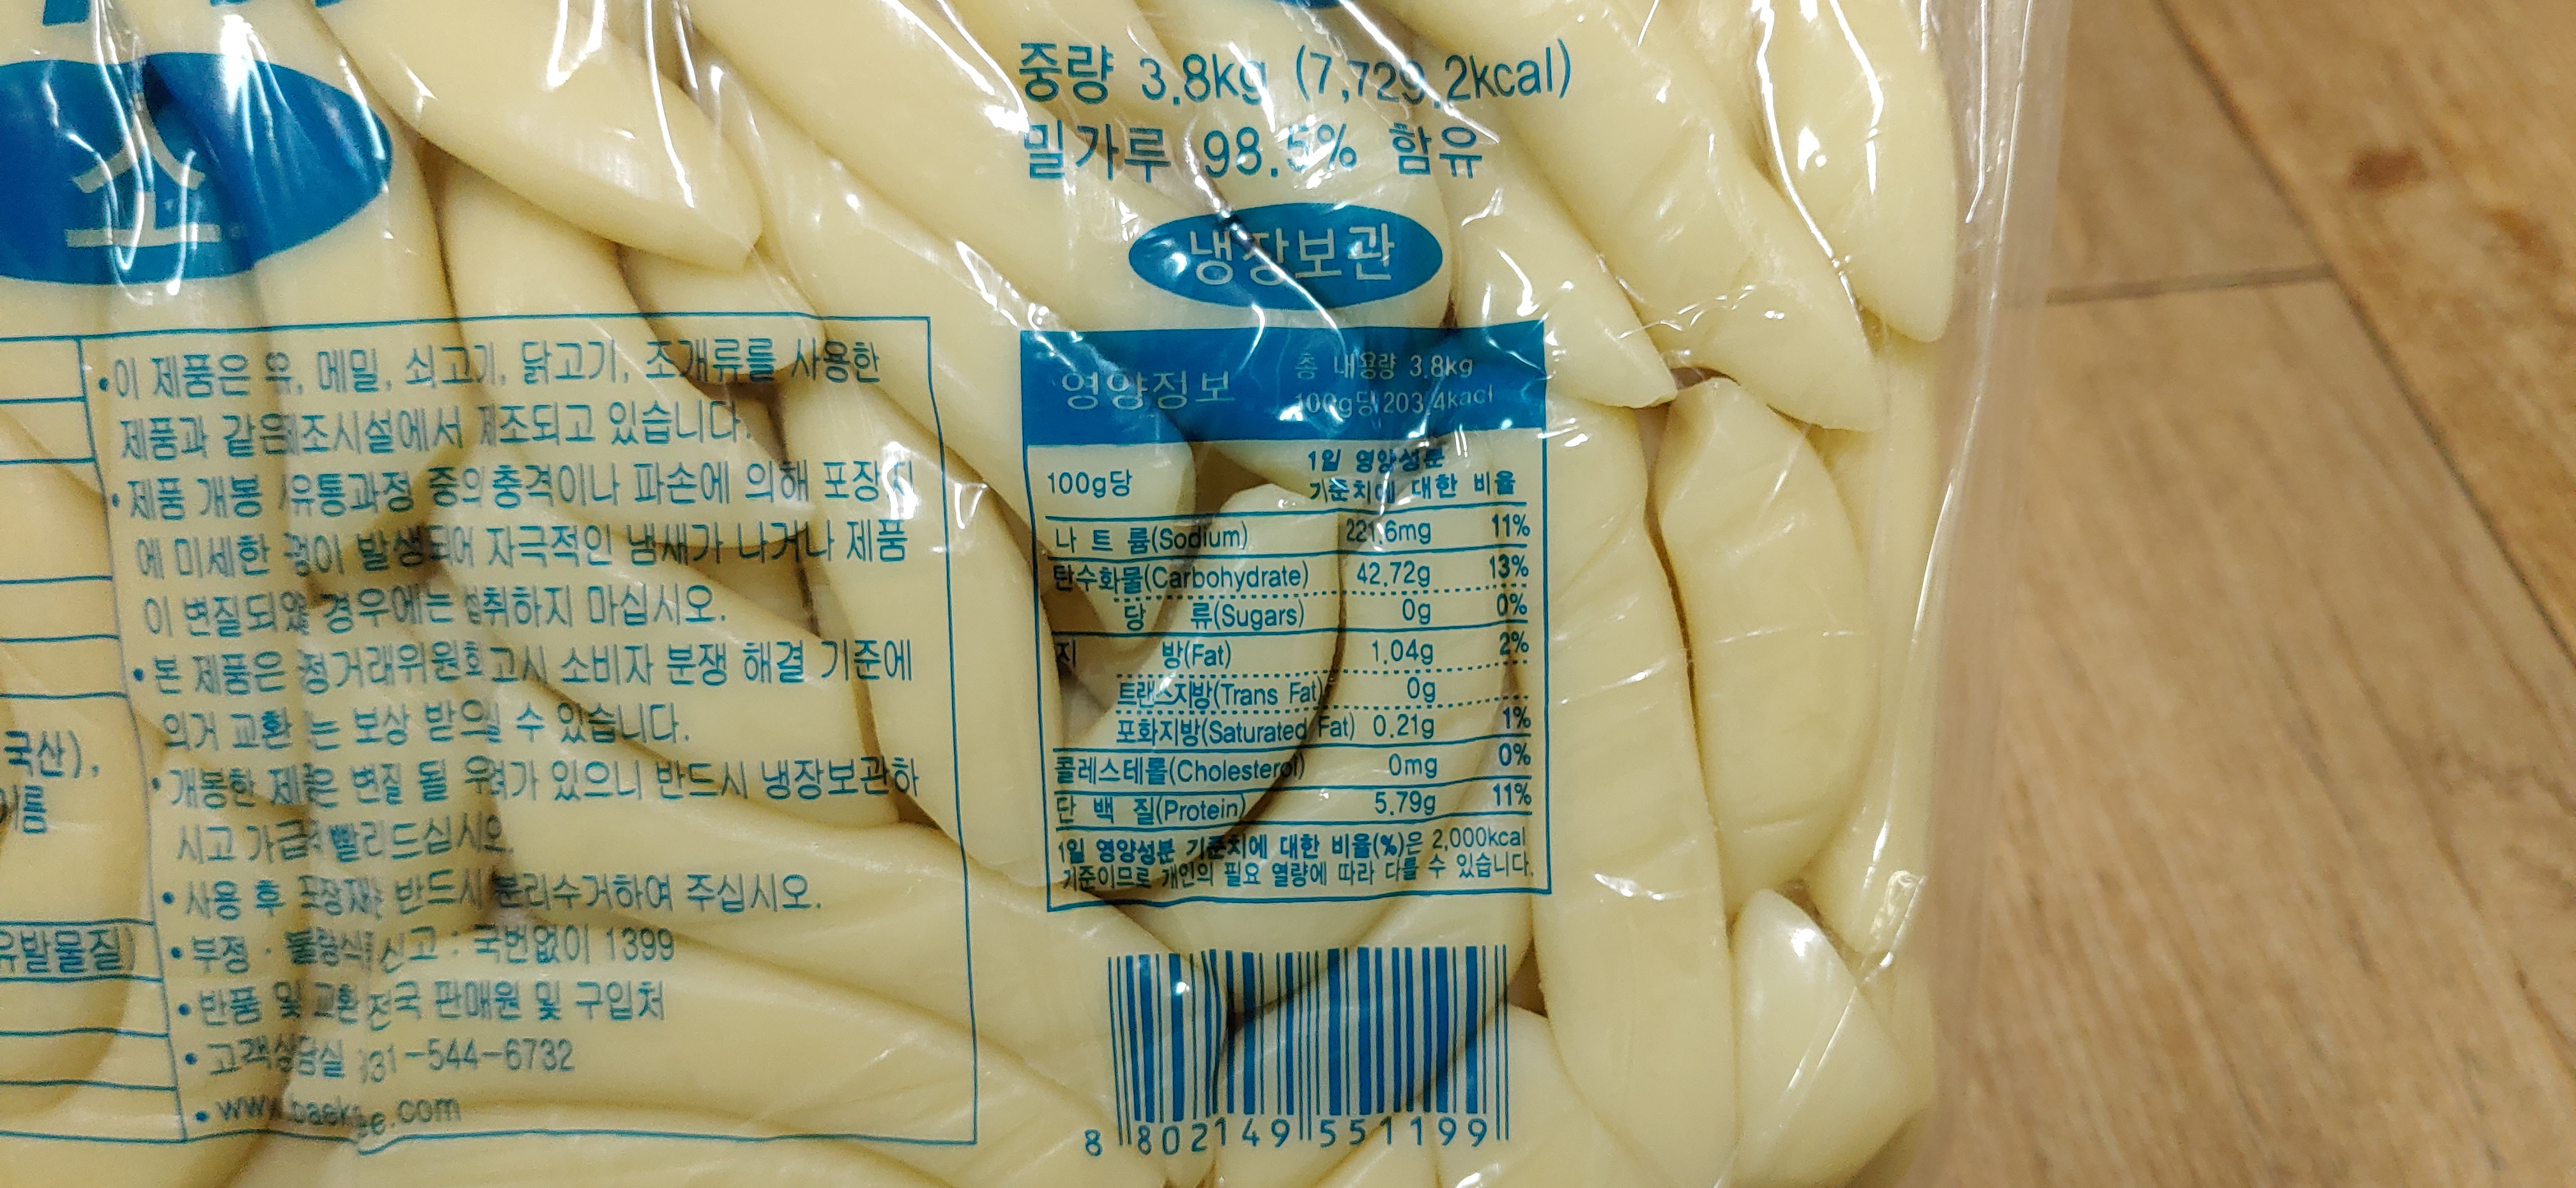 소
중량 3.8kg (7,729.2kcal)
밀가루 98.5% 함유
냉장보관
•이 제품은 우, 메밀, 쇠고기, 닭고기, 조개류를 사용한
제품과 같은 제조시설에서 제조되고 있습니다.
•제품 개봉 유통과정 중의 충격이나 파손에 의해 포장지
에 미세한 구멍이 발생되어 자극적인 냄새가 나거나 제품
이 변질되었 경우에는 섭취하지 마십시오.
•본 제품은 정거래위원회 고시 소비자 분쟁 해결 기준에
의거 교환 는 보상 받으실 수 있습니다.
•개봉한 제품은 변질 될 우려가 있으니 반드시 냉장보관하
시고 가급적 빨리드십시오.
•사용 후 포장재는 반드시 분리수거하여 주십시오.
•부정 · 불량식품 신고 : 국번없이 1399
•반품 및 교환 전국 판매원 및 구입처
•고객상담실 031-544-6732
국산),
이름
유발물질)
영양정보
총 내용량 3.8kg
100g당 203.4kacl
100g당
1일 영양성분
기준치에 대한 비율
나 트 륨(Sodium) 221.6mg 11%
탄수화물(Carbohydrate) 42.72g 13%
당 류(Sugars) 0g 0%
지 방(Fat) 1.04g 2%
트랜스지방(Trans Fat) 0g
포화지방(Saturated Fat) 0.21g 1%
콜레스테롤(Cholesterol) 0mg 0%
단 백 질(Protein) 5.79g 11%
1일 영양성분 기준치에 대한 비율(%)은 2,000kcal
기준이므로 개인의 필요 열량에 따라 다를 수 있습니다.
8 802149 551199